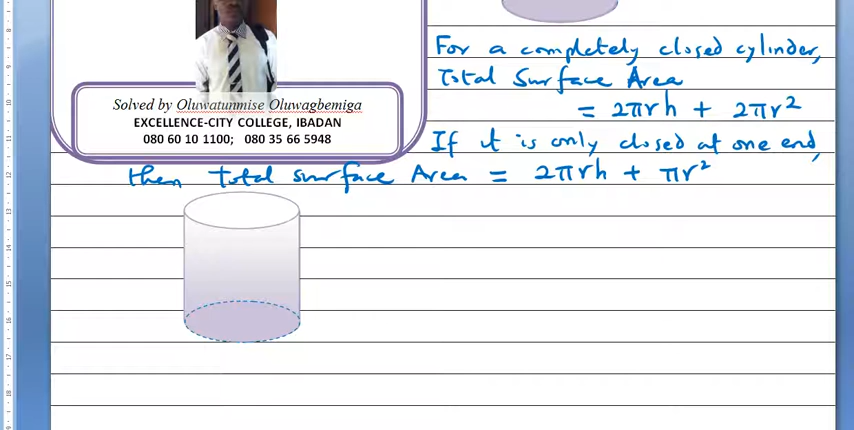 Solved by Oluwatunmise Oluwagbemiga
EXCELLENCE-CITY COLLEGE, IBADAN
080 60 10 1100; 080 35 66 5948
For a completely closed cylinder,
Total Surface Area
= 2πrh + 2πr²
If it is only closed at one end,
then Total surface Area = 2πrh + πr²